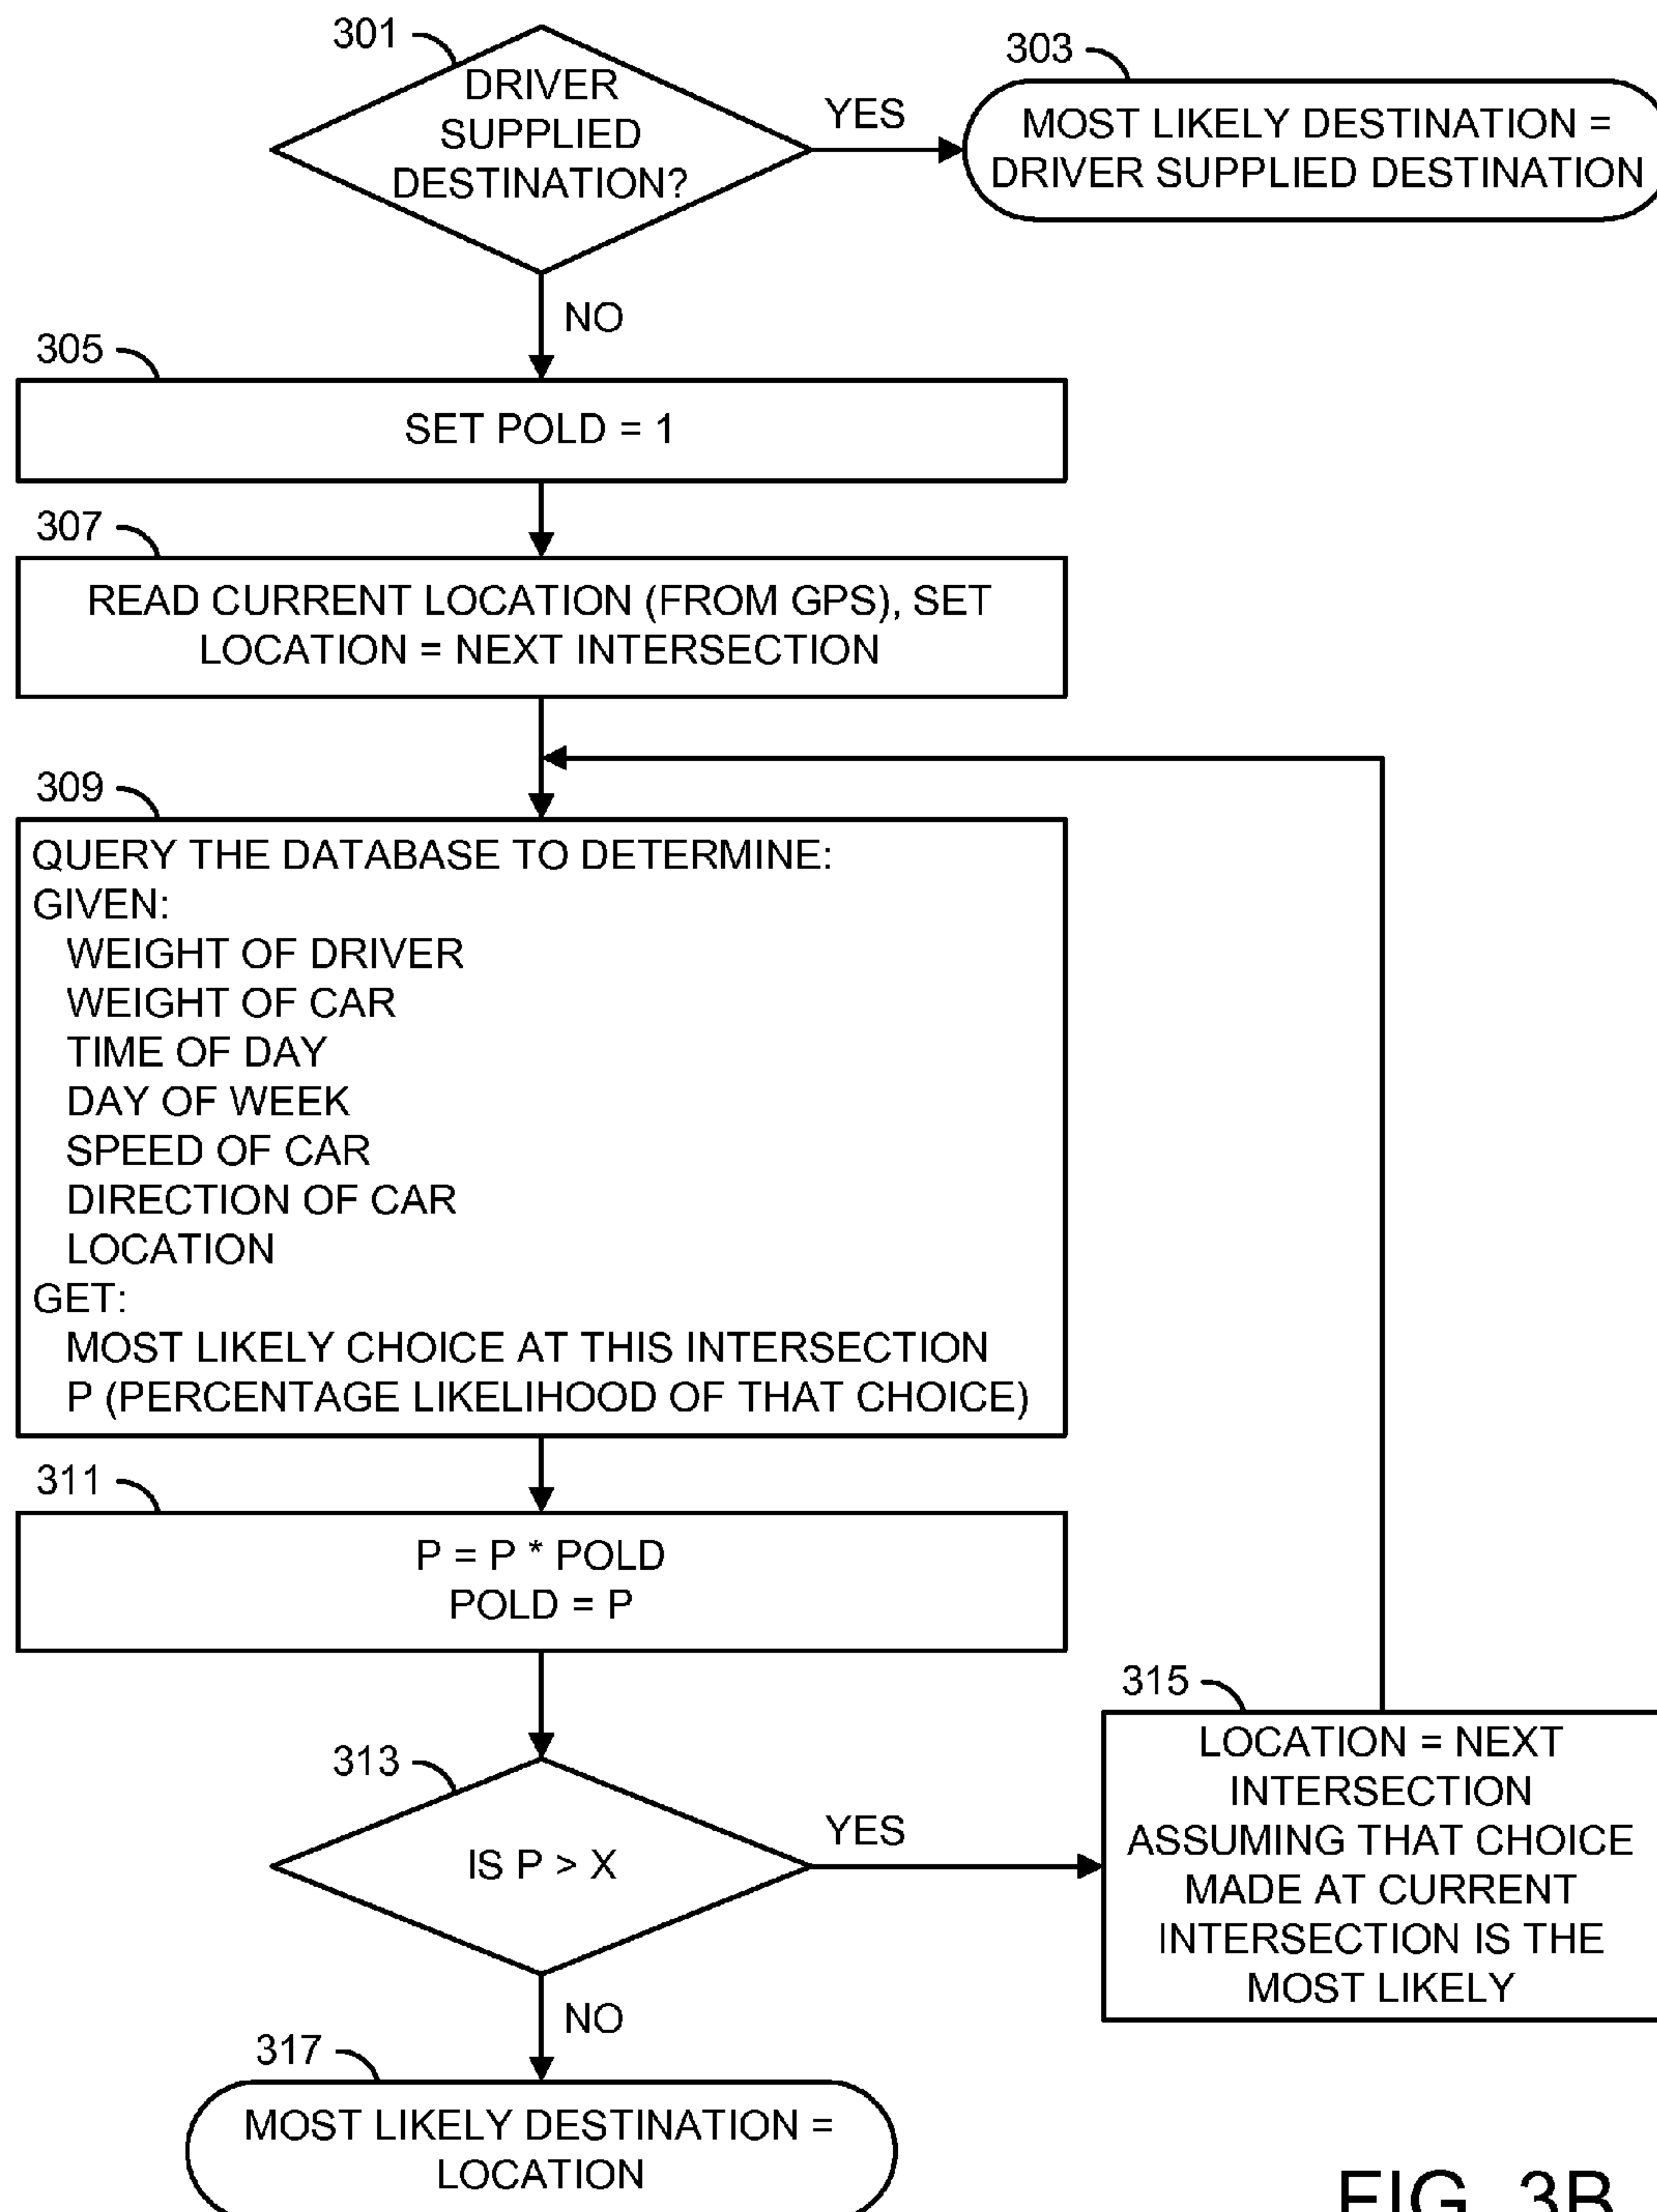 301
DRIVER
SUPPLIED
DESTINATION?
YES
303
MOST LIKELY DESTINATION =
DRIVER SUPPLIED DESTINATION
NO
305
SET POLD = 1
307
READ CURRENT LOCATION (FROM GPS), SET
LOCATION = NEXT INTERSECTION
309
QUERY THE DATABASE TO DETERMINE:
GIVEN:
WEIGHT OF DRIVER
WEIGHT OF CAR
TIME OF DAY
DAY OF WEEK
SPEED OF CAR
DIRECTION OF CAR
LOCATION
GET:
MOST LIKELY CHOICE AT THIS INTERSECTION
P (PERCENTAGE LIKELIHOOD OF THAT CHOICE)
311
P = P * POLD
POLD = P
313
IS P > X
YES
315
LOCATION = NEXT
INTERSECTION
ASSUMING THAT CHOICE
MADE AT CURRENT
INTERSECTION IS THE
MOST LIKELY
NO
317
MOST LIKELY DESTINATION =
LOCATION
FIG. 3B